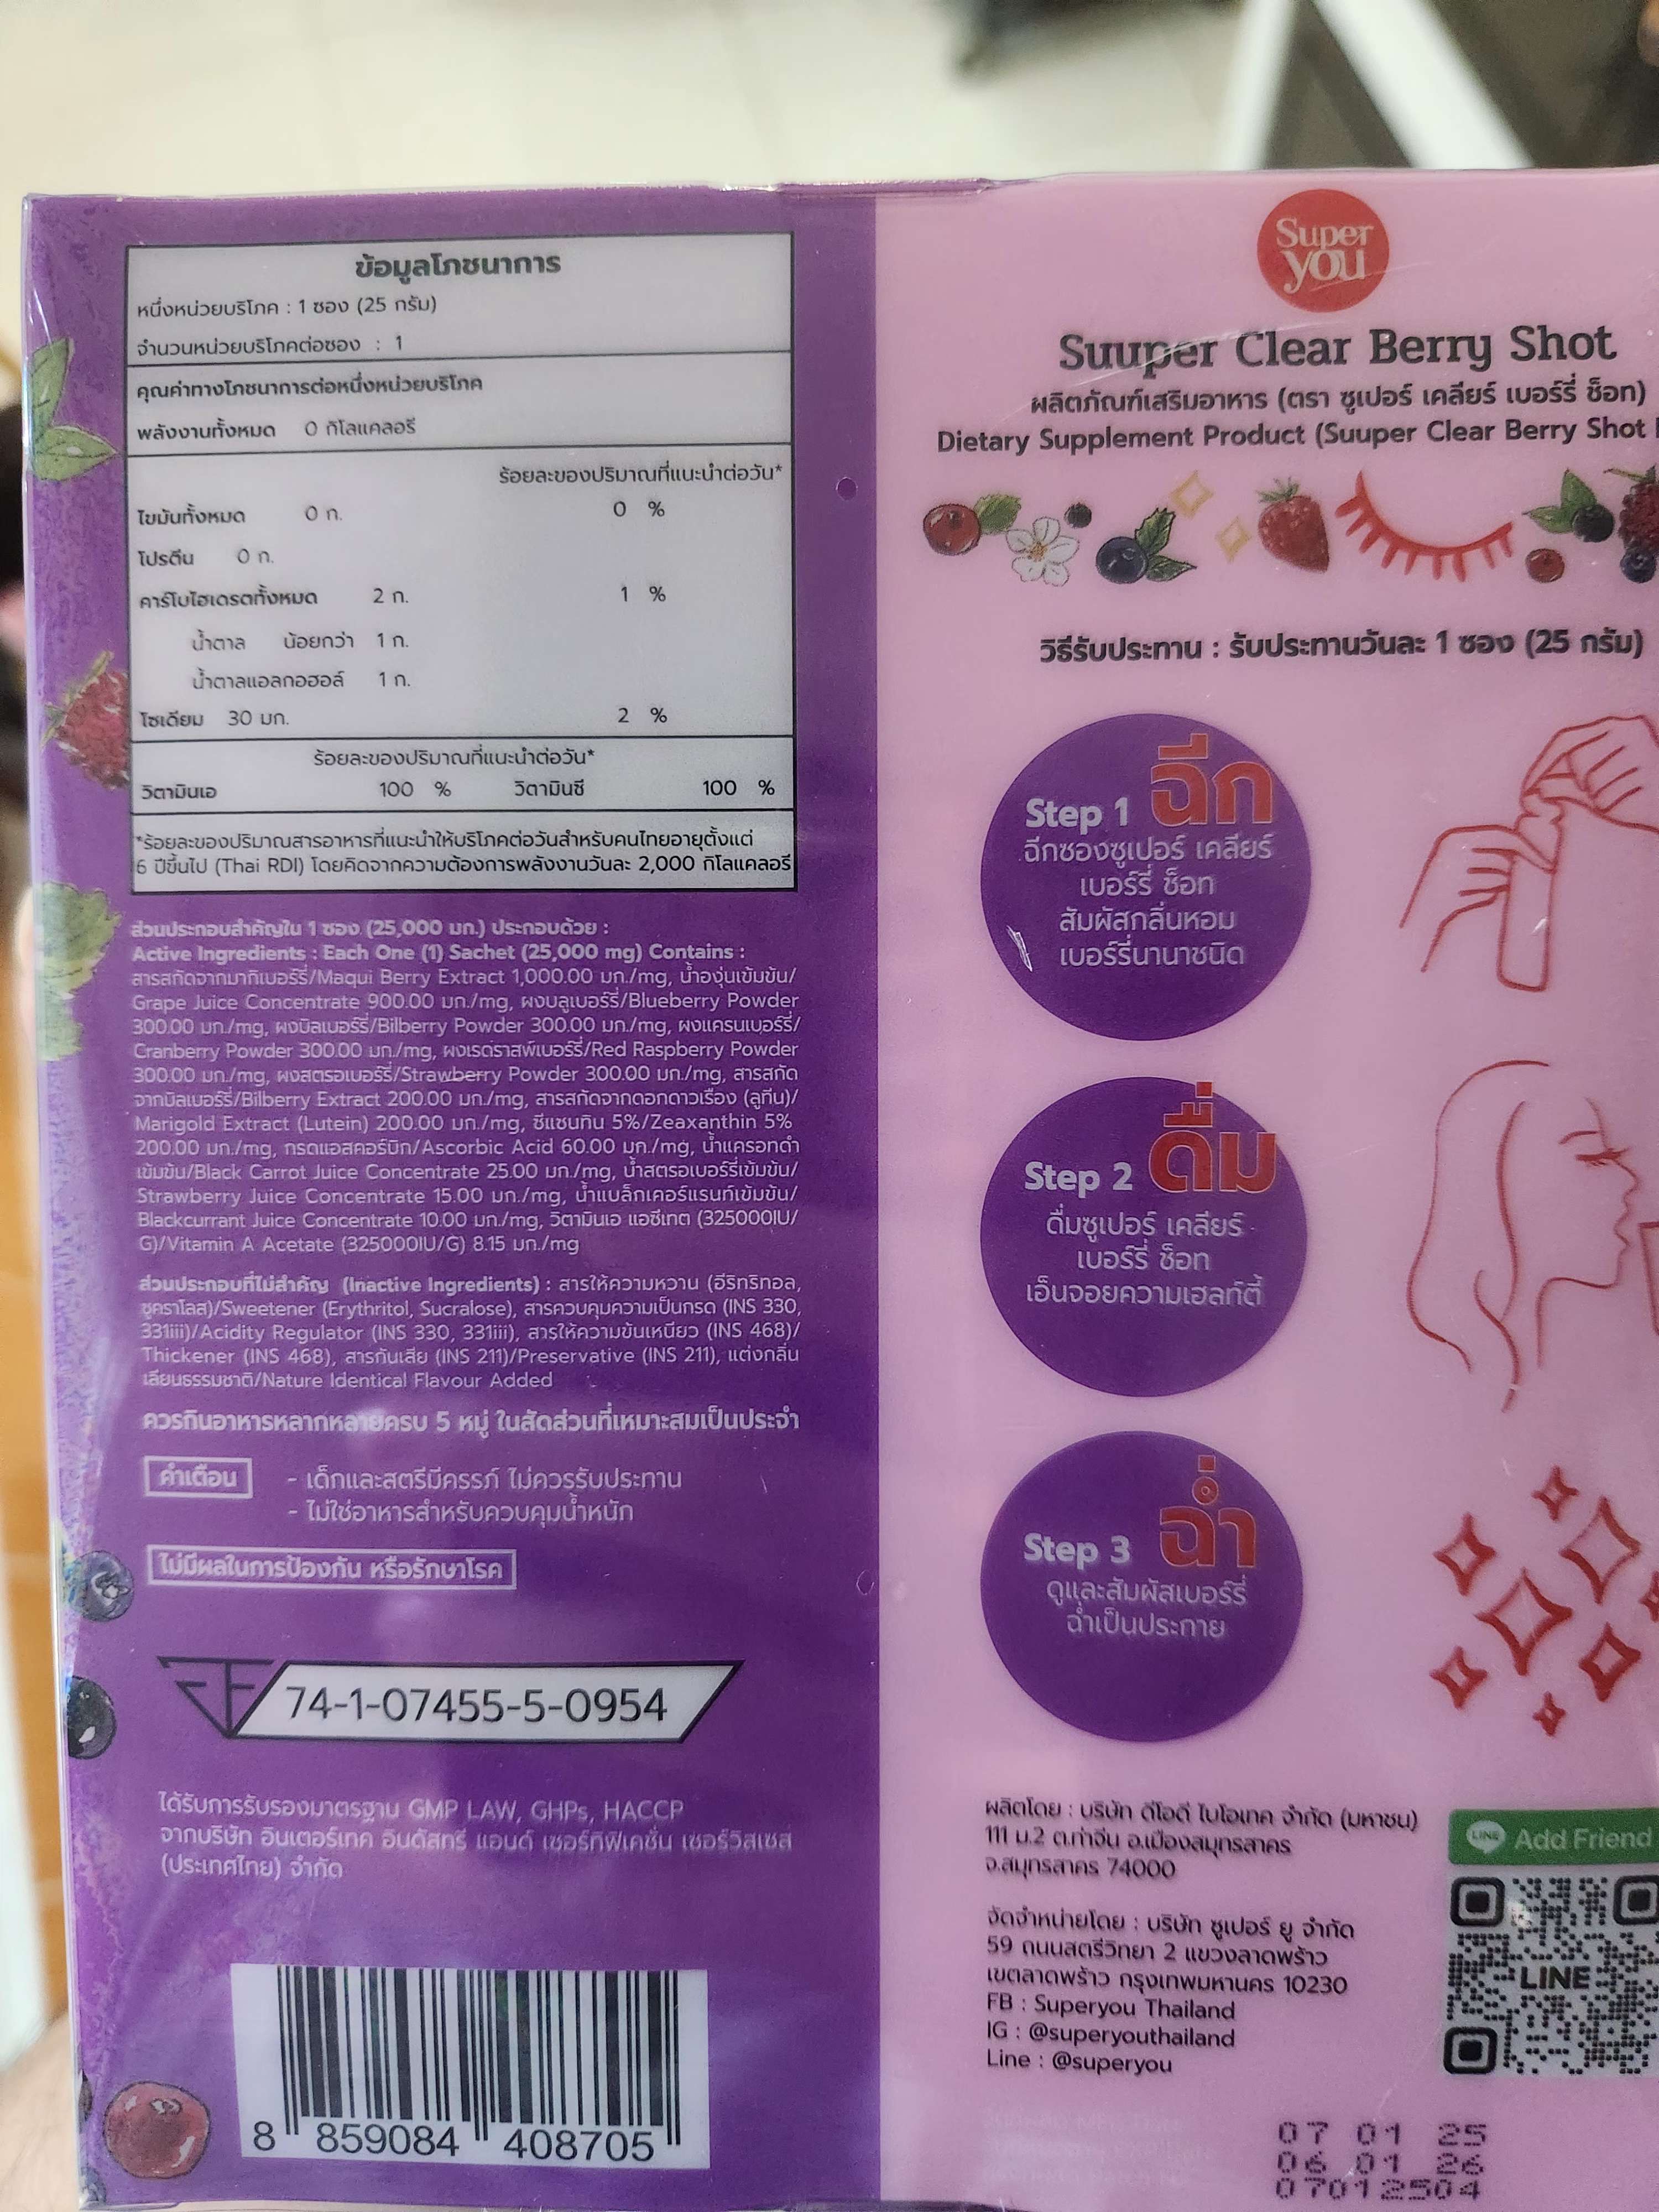 ข้อมูลโภชนาการ
หนึ่งหน่วยบริโภค : 1 ซอง (25 กรัม)
จำนวนหน่วยบริโภคต่อซอง : 1
คุณค่าทางโภชนาการต่อหนึ่งหน่วยบริโภค
พลังงานทั้งหมด 0 กิโลแคลอรี
ร้อยละของปริมาณที่แนะนำต่อวัน*
ไขมันทั้งหมด 0 ก. 0 %
โปรตีน 0 ก.
คาร์โบไฮเดรตทั้งหมด 2 ก. 1 %
น้ำตาล น้อยกว่า 1 ก.
น้ำตาลแอลกอฮอล์ 1 ก.
โซเดียม 30 มก. 2 %
ร้อยละของปริมาณที่แนะนำต่อวัน*
วิตามินเอ 100 % วิตามินซี 100 %
*ร้อยละของปริมาณสารอาหารที่แนะนำให้บริโภคต่อวันสำหรับคนไทยอายุตั้งแต่
6 ปีขึ้นไป (Thai RDI) โดยคิดจากความต้องการพลังงานวันละ 2,000 กิโลแคลอรี
ส่วนประกอบสำคัญใน 1 ซอง (25,000 มก.) ประกอบด้วย :
Active Ingredients : Each One (1) Sachet (25,000 mg) Contains :
สารสกัดจากมากิเบอร์รี่/Maqui Berry Extract 1,000.00 มก./mg, น้ำองุ่นเข้มข้น/
Grape Juice Concentrate 900.00 มก./mg, ผงบลูเบอร์รี่/Blueberry Powder
300.00 มก./mg, ผงบิลเบอร์รี่/Bilberry Powder 300.00 มก./mg, ผงแครนเบอร์รี่/
Cranberry Powder 300.00 มก./mg, ผงเรดราสพ์เบอร์รี่/Red Raspberry Powder
300.00 มก./mg, ผงสตรอเบอร์รี่/Strawberry Powder 300.00 มก./mg, สารสกัด
จากบิลเบอร์รี่/Bilberry Extract 200.00 มก./mg, สารสกัดจากดอกดาวเรือง (ลูทีน)/
Marigold Extract (Lutein) 200.00 มก./mg, ซีแซนทิน 5%/Zeaxanthin 5%
200.00 มก./mg, กรดแอสคอร์บิก/Ascorbic Acid 60.00 มก./mg, น้ำแครอทดำ
เข้มข้น/Black Carrot Juice Concentrate 25.00 มก./mg, น้ำสตรอเบอร์รี่เข้มข้น/
Strawberry Juice Concentrate 15.00 มก./mg, น้ำแบล็กเคอร์แรนท์เข้มข้น/
Blackcurrant Juice Concentrate 10.00 มก./mg, วิตามินเอ แอซีเทต (325000IU/
G)/Vitamin A Acetate (325000IU/G) 8.15 มก./mg
ส่วนประกอบที่ไม่สำคัญ (Inactive Ingredients) : สารให้ความหวาน (อีริทริทอล,
ซูคราโลส)/Sweetener (Erythritol, Sucralose), สารควบคุมความเป็นกรด (INS 330,
331iii)/Acidity Regulator (INS 330, 331iii), สารให้ความข้นเหนียว (INS 468)/
Thickener (INS 468), สารกันเสีย (INS 211)/Preservative (INS 211), แต่งกลิ่น
เลียนธรรมชาติ/Nature Identical Flavour Added
ควรกินอาหารหลากหลายครบ 5 หมู่ ในสัดส่วนที่เหมาะสมเป็นประจำ
คำเตือน - เด็กและสตรีมีครรภ์ ไม่ควรรับประทาน
- ไม่ใช่อาหารสำหรับควบคุมน้ำหนัก
ไม่มีผลในการป้องกัน หรือรักษาโรค
74-1-07455-5-0954
ได้รับการรับรองมาตรฐาน GMP LAW, GHPs, HACCP
จากบริษัท อินเตอร์เทค อินดัสทรี แอนด์ เซอร์ทิฟิเคชั่น เซอร์วิสเซส
(ประเทศไทย) จำกัด
8 859084 408705
Super
you
Suuper Clear Berry Shot
ผลิตภัณฑ์เสริมอาหาร (ตรา ซูเปอร์ เคลียร์ เบอร์รี่ ช็อท)
Dietary Supplement Product (Suuper Clear Berry Shot
วิธีรับประทาน : รับประทานวันละ 1 ซอง (25 กรัม)
Step 1 ฉีก
ฉีกซองซูเปอร์ เคลียร์
เบอร์รี่ ช็อท
สัมผัสกลิ่นหอม
เบอร์รี่นานาชนิด
Step 2 ดื่ม
ดื่มซูเปอร์ เคลียร์
เบอร์รี่ ช็อท
เอ็นจอยความเฮลท์ตี้
Step 3 ฉ่ำ
ดูและสัมผัสเบอร์รี่
ฉ่ำเป็นประกาย
ผลิตโดย : บริษัท ดีโอดี ไบโอเทค จำกัด (มหาชน)
111 ม.2 ต.ท่าจีน อ.เมืองสมุทรสาคร
จ.สมุทรสาคร 74000
จัดจำหน่ายโดย : บริษัท ซูเปอร์ ยู จำกัด
59 ถนนสตรีวิทยา 2 แขวงลาดพร้าว
เขตลาดพร้าว กรุงเทพมหานคร 10230
FB : Superyou Thailand
IG : @superyouthailand
Line : @superyou
LINE Add Friend
LINE
07 01 25
06 01 26
07012504